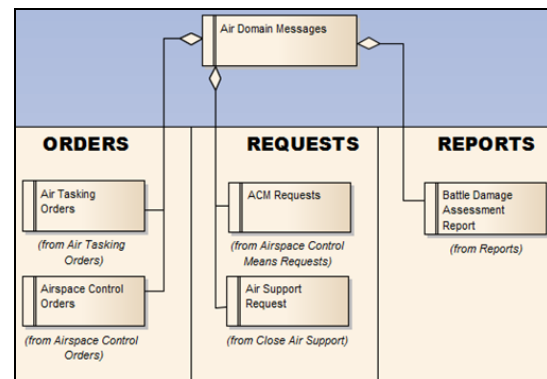 Air Domain Messages
ORDERS
REQUESTS
REPORTS
Air Tasking
Orders
(from Air Tasking
Orders)
Airspace Control
Orders
(from Airspace Control
Orders)
ACM Requests
(from Airspace Control
Means Requests)
Air Support
Request
(from Close Air Support)
Battle Damage
Assessment
Report
(from Reports)